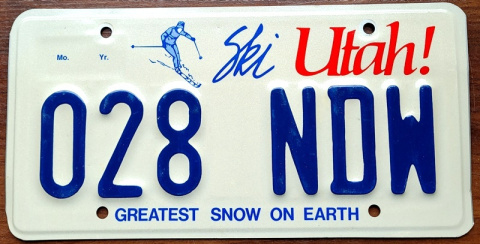 Ski Utah!
Mo. Yr.
028 NDW
GREATEST SNOW ON EARTH